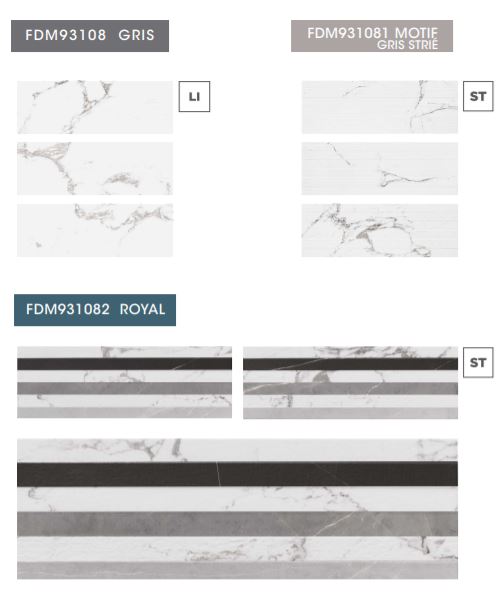 FDM93108 GRIS
FDM931081 MOTIF
GRIS STRIÉ
LI
ST
FDM931082 ROYAL
ST